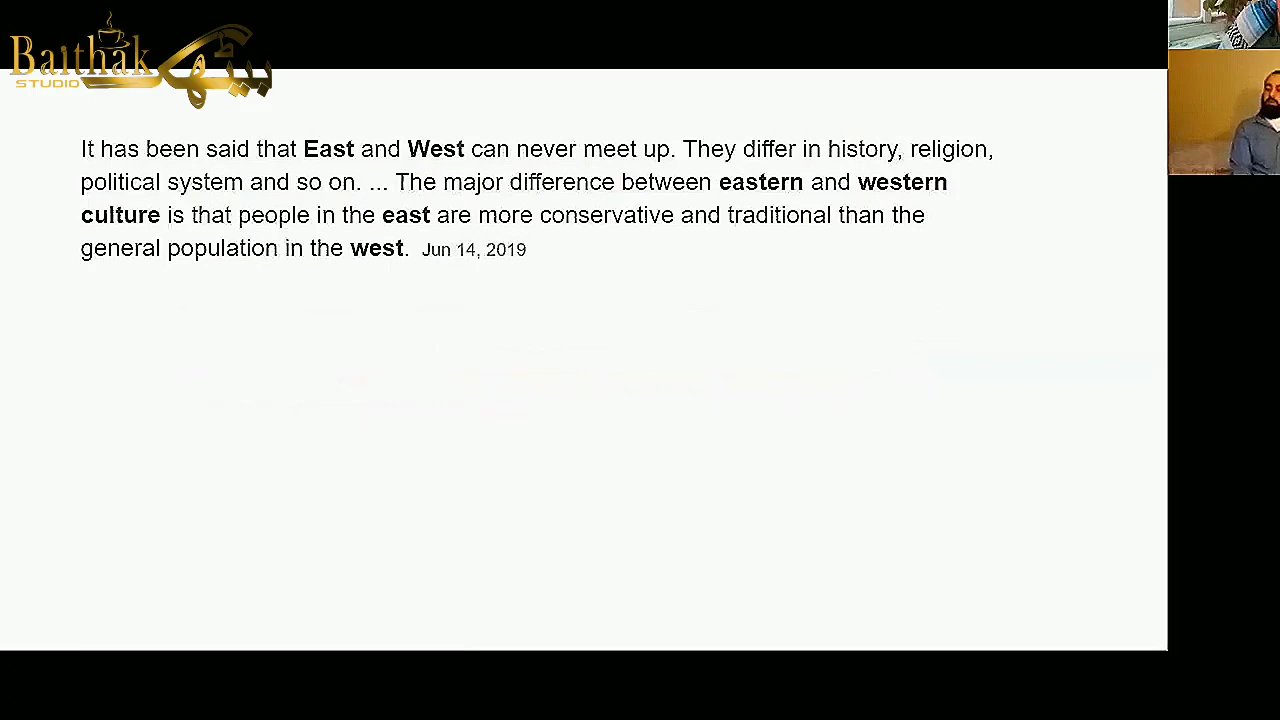 Baithak
STUDIO
بیٹھک
It has been said that East and West can never meet up. They differ in history, religion,
political system and so on. ... The major difference between eastern and western
culture is that people in the east are more conservative and traditional than the
general population in the west. Jun 14, 2019